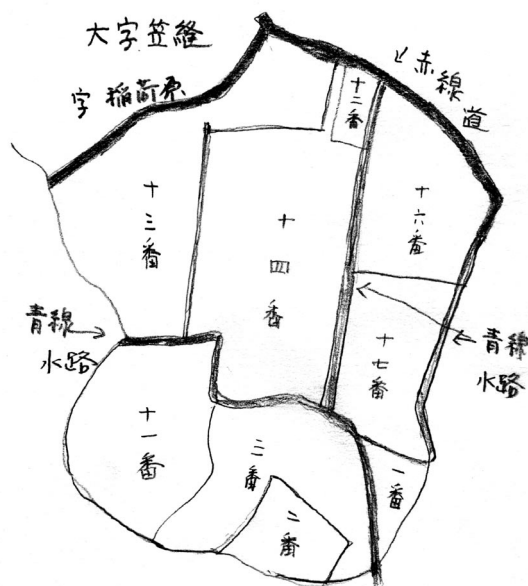 大字笠縫
字 稲荷原
赤線道
十二番
十三番
十四番
十六番
青線
水路
青線
水路
十七番
十一番
三番
二番
一番